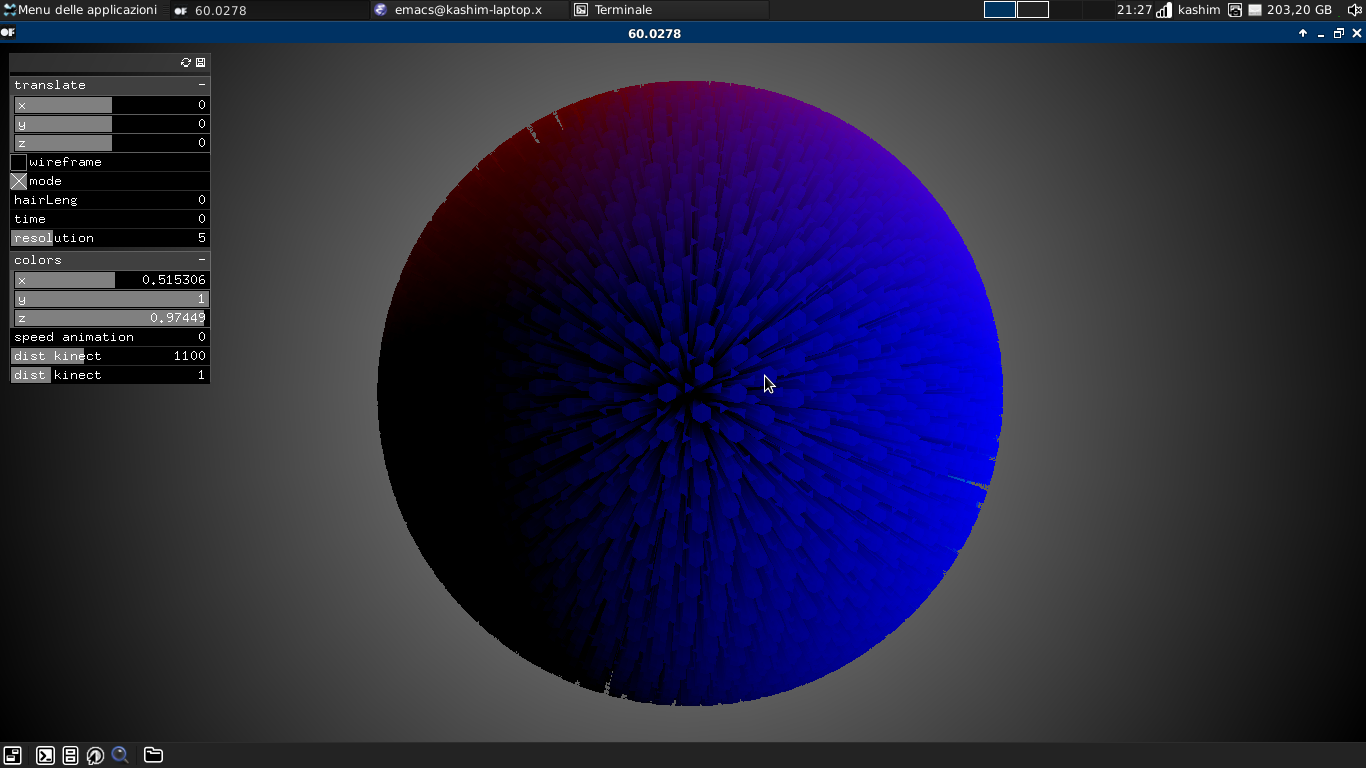 Menu delle applicazioni OF 60.0278 emacs@kashim-laptop.x Terminale 21:27 kashim 203,20 GB
OF 60.0278
translate -
x 0
y 0
z 0
wireframe
mode
hairLeng 0
time 0
resolution 5
colors -
x 0.515306
y 1
z 0.97449
speed animation 0
dist kinect 1100
dist kinect 1